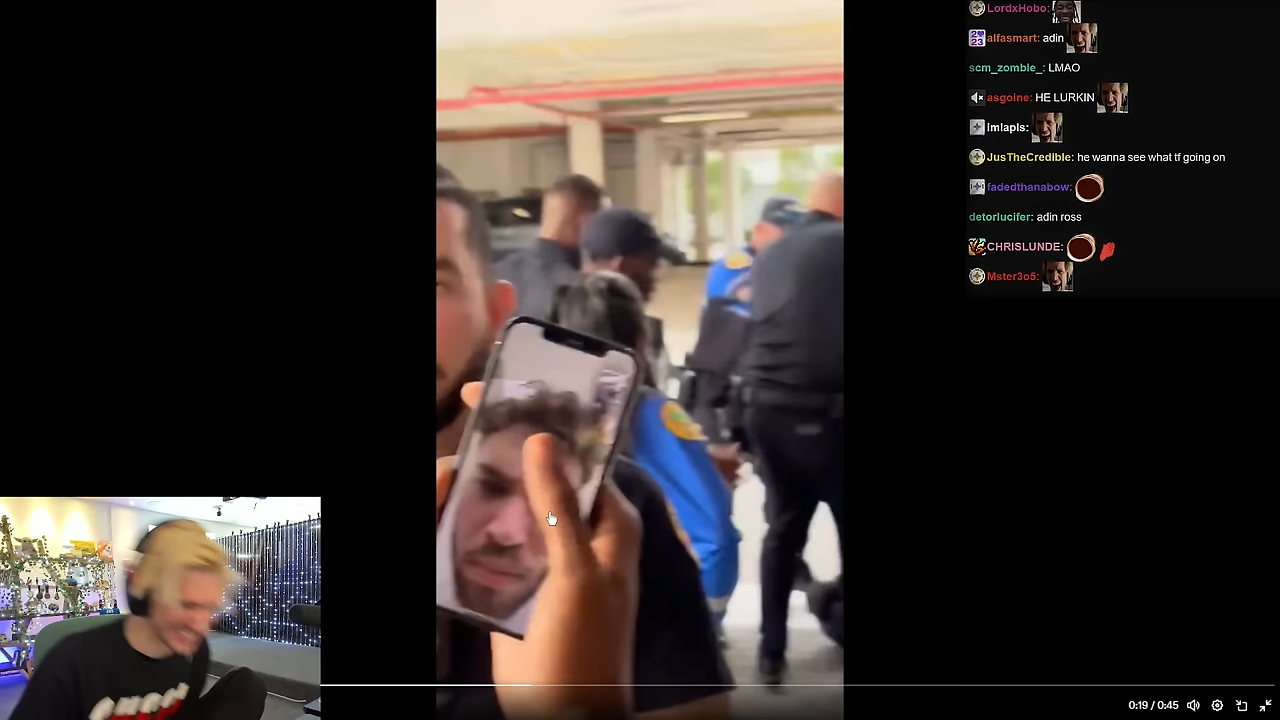 LordxHobo:
alfasmart: adin
scm_zombie_: LMAO
asgoine: HE LURKIN
lmlapls:
JusTheCredible: he wanna see what tf going on
fadedthanabow:
detorlucifer: adin ross
CHRISLUNDE:
Mster3o5:
0:19 / 0:45